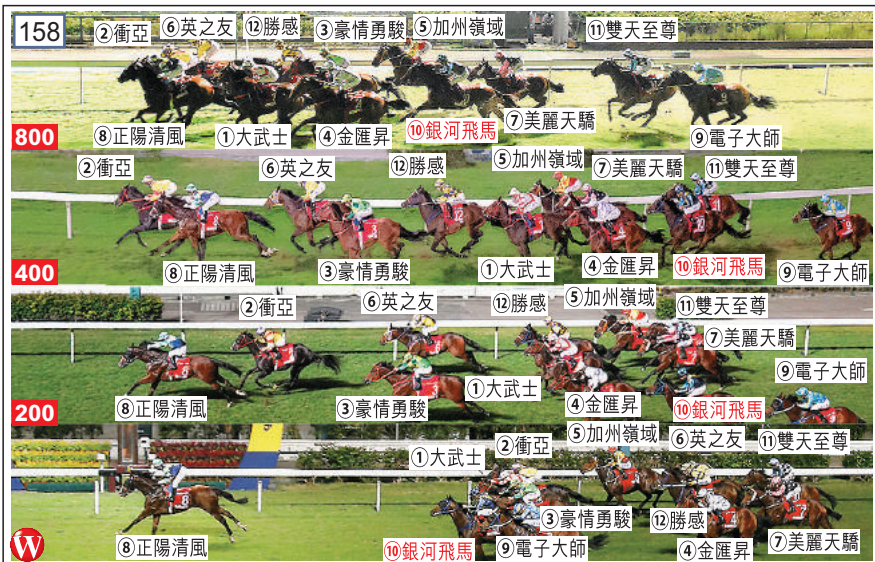 158
②衝亞 ⑥英之友 ⑫勝感 ③豪情勇駿 ⑤加州嶺域 ⑪雙天至尊
800 ⑧正陽清風 ①大武士 ④金匯昇 ⑩銀河飛馬 ⑦美麗天驕 ⑨電子大師
②衝亞 ⑥英之友 ⑫勝感 ⑤加州嶺域 ⑦美麗天驕 ⑪雙天至尊
400 ⑧正陽清風 ③豪情勇駿 ①大武士 ④金匯昇 ⑩銀河飛馬 ⑨電子大師
②衝亞 ⑥英之友 ⑫勝感 ⑤加州嶺域 ⑪雙天至尊
⑦美麗天驕
⑨電子大師
200 ⑧正陽清風 ③豪情勇駿 ①大武士 ④金匯昇 ⑩銀河飛馬
①大武士 ②衝亞 ⑤加州嶺域 ⑥英之友 ⑪雙天至尊
W ⑧正陽清風 ⑩銀河飛馬 ⑨電子大師 ③豪情勇駿 ⑫勝感 ④金匯昇 ⑦美麗天驕